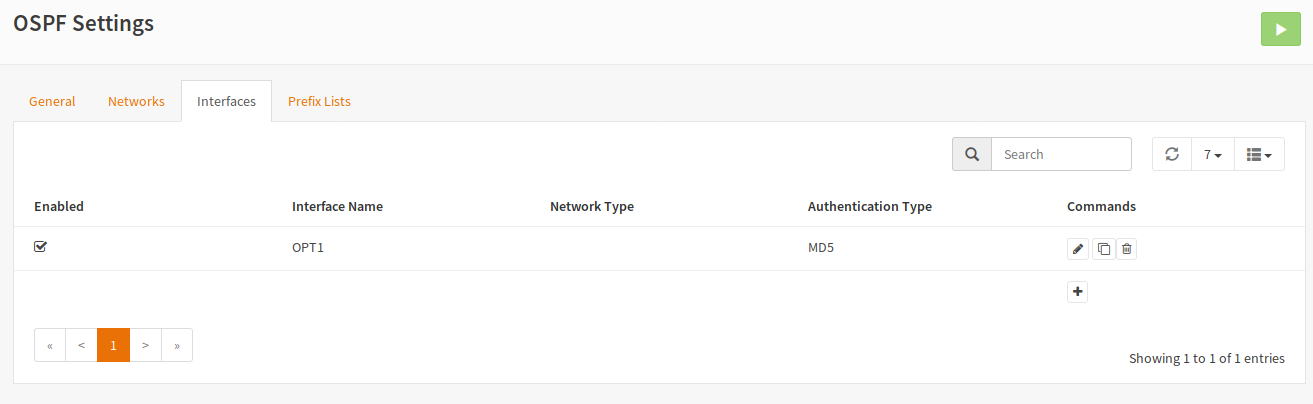 OSPF Settings
General Networks Interfaces Prefix Lists
Search 7
Enabled Interface Name Network Type Authentication Type Commands
OPT1 MD5
« < 1 > »
Showing 1 to 1 of 1 entries